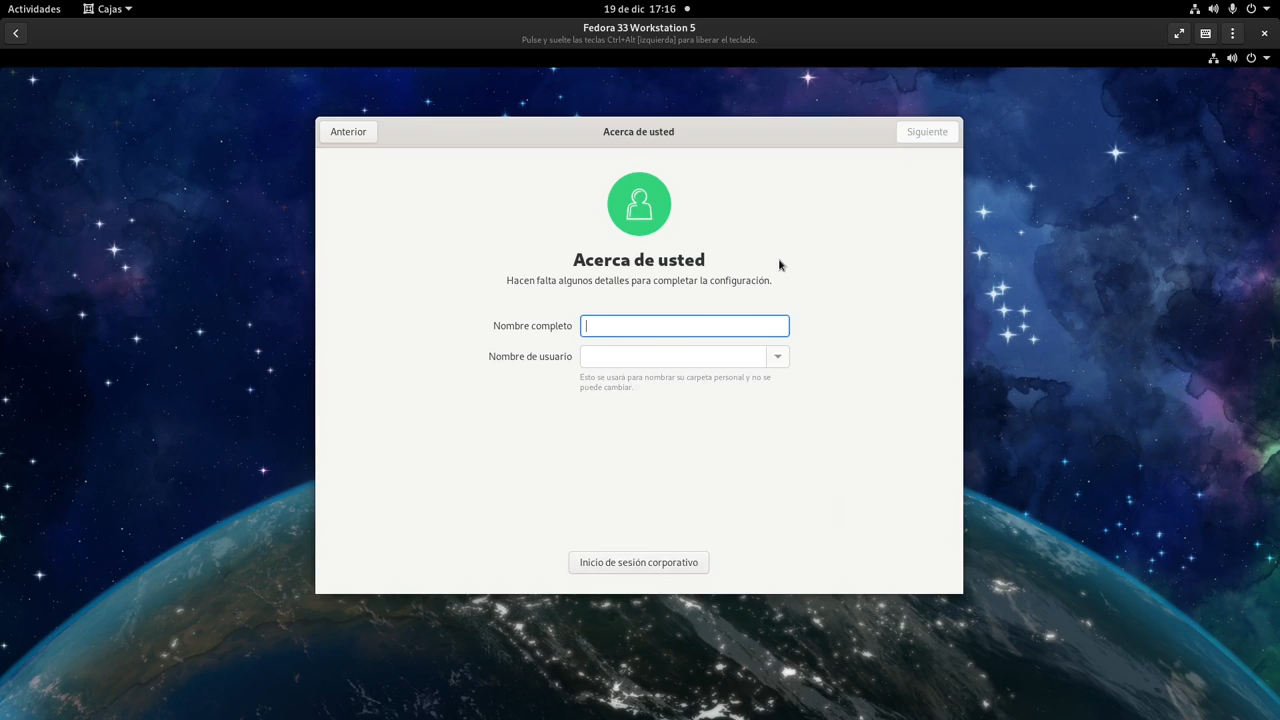 Actividades
Cajas
19 de dic 17:16
Fedora 33 Workstation 5
Pulse y suelte las teclas Ctrl+Alt [izquierda] para liberar el teclado.
Anterior
Acerca de usted
Siguiente
Acerca de usted
Hacen falta algunos detalles para completar la configuración.
Nombre completo
Nombre de usuario
Esto se usará para nombrar su carpeta personal y no se
puede cambiar.
Inicio de sesión corporativo